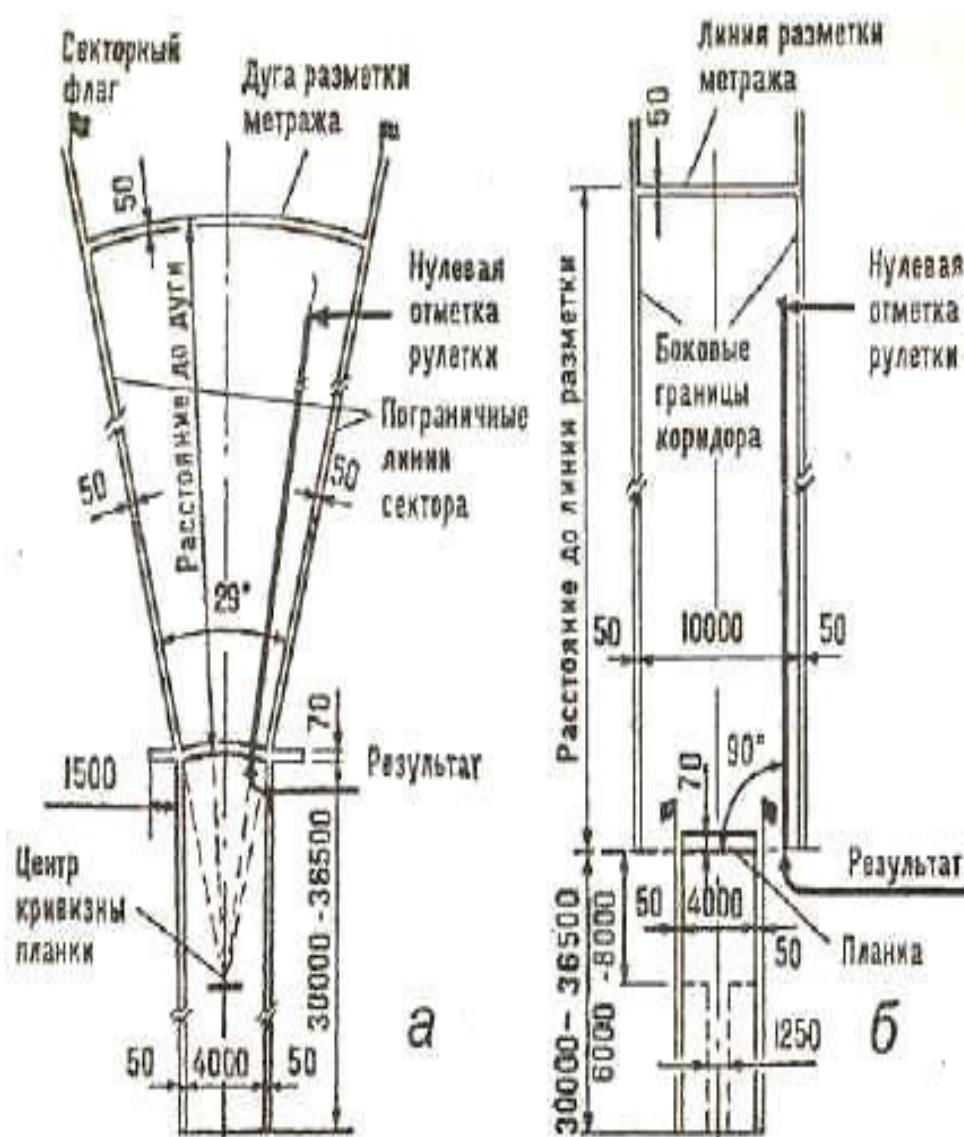 Секторный
флаг
Дуга разметки
метража
50
Нулевая
отметка
рулетки
Расстояние до дуги
Пограничные
линии
сектора
50
50
29°
70
1500
Результат
Центр
кривизны
планки
30000-36500
50
4000
50
а
Линия разметки
метража
50
Расстояние до линии разметки
Нулевая
отметка
рулетки
Боковые
границы
коридора
50
10000
50
90°
70
Результат
50
4000
50
Планка
30000-36500
6000-8000
1250
б